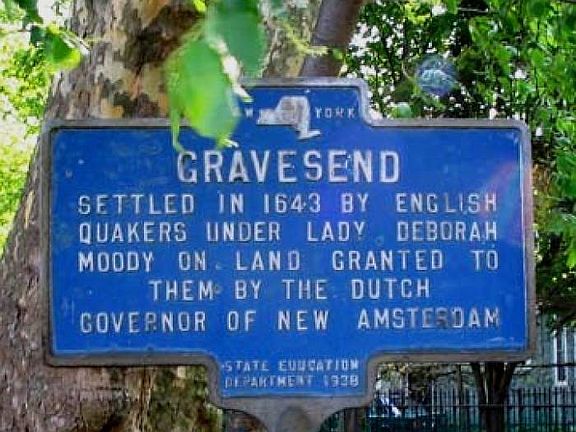 YORK
GRAVESEND
SETTLED IN 1643 BY ENGLISH
QUAKERS UNDER LADY DEBORAH
MOODY ON LAND GRANTED TO
THEM BY THE DUTCH
GOVERNOR OF NEW AMSTERDAM
STATE EDUCATION
DEPARTMENT 1938